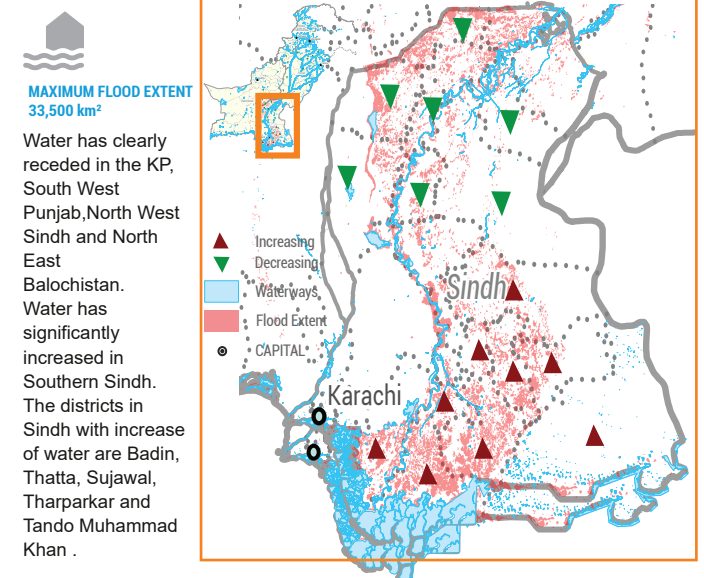 MAXIMUM FLOOD EXTENT
33,500 km²
Water has clearly
receded in the KP,
South West
Punjab,North West
Sindh and North
East
Balochistan.
Water has
significantly
increased in
Southern Sindh.
The districts in
Sindh with increase
of water are Badin,
Thatta, Sujawal,
Tharparkar and
Tando Muhammad
Khan .
Increasing
Decreasing
Waterways
Flood Extent
CAPITAL
Sindh
Karachi